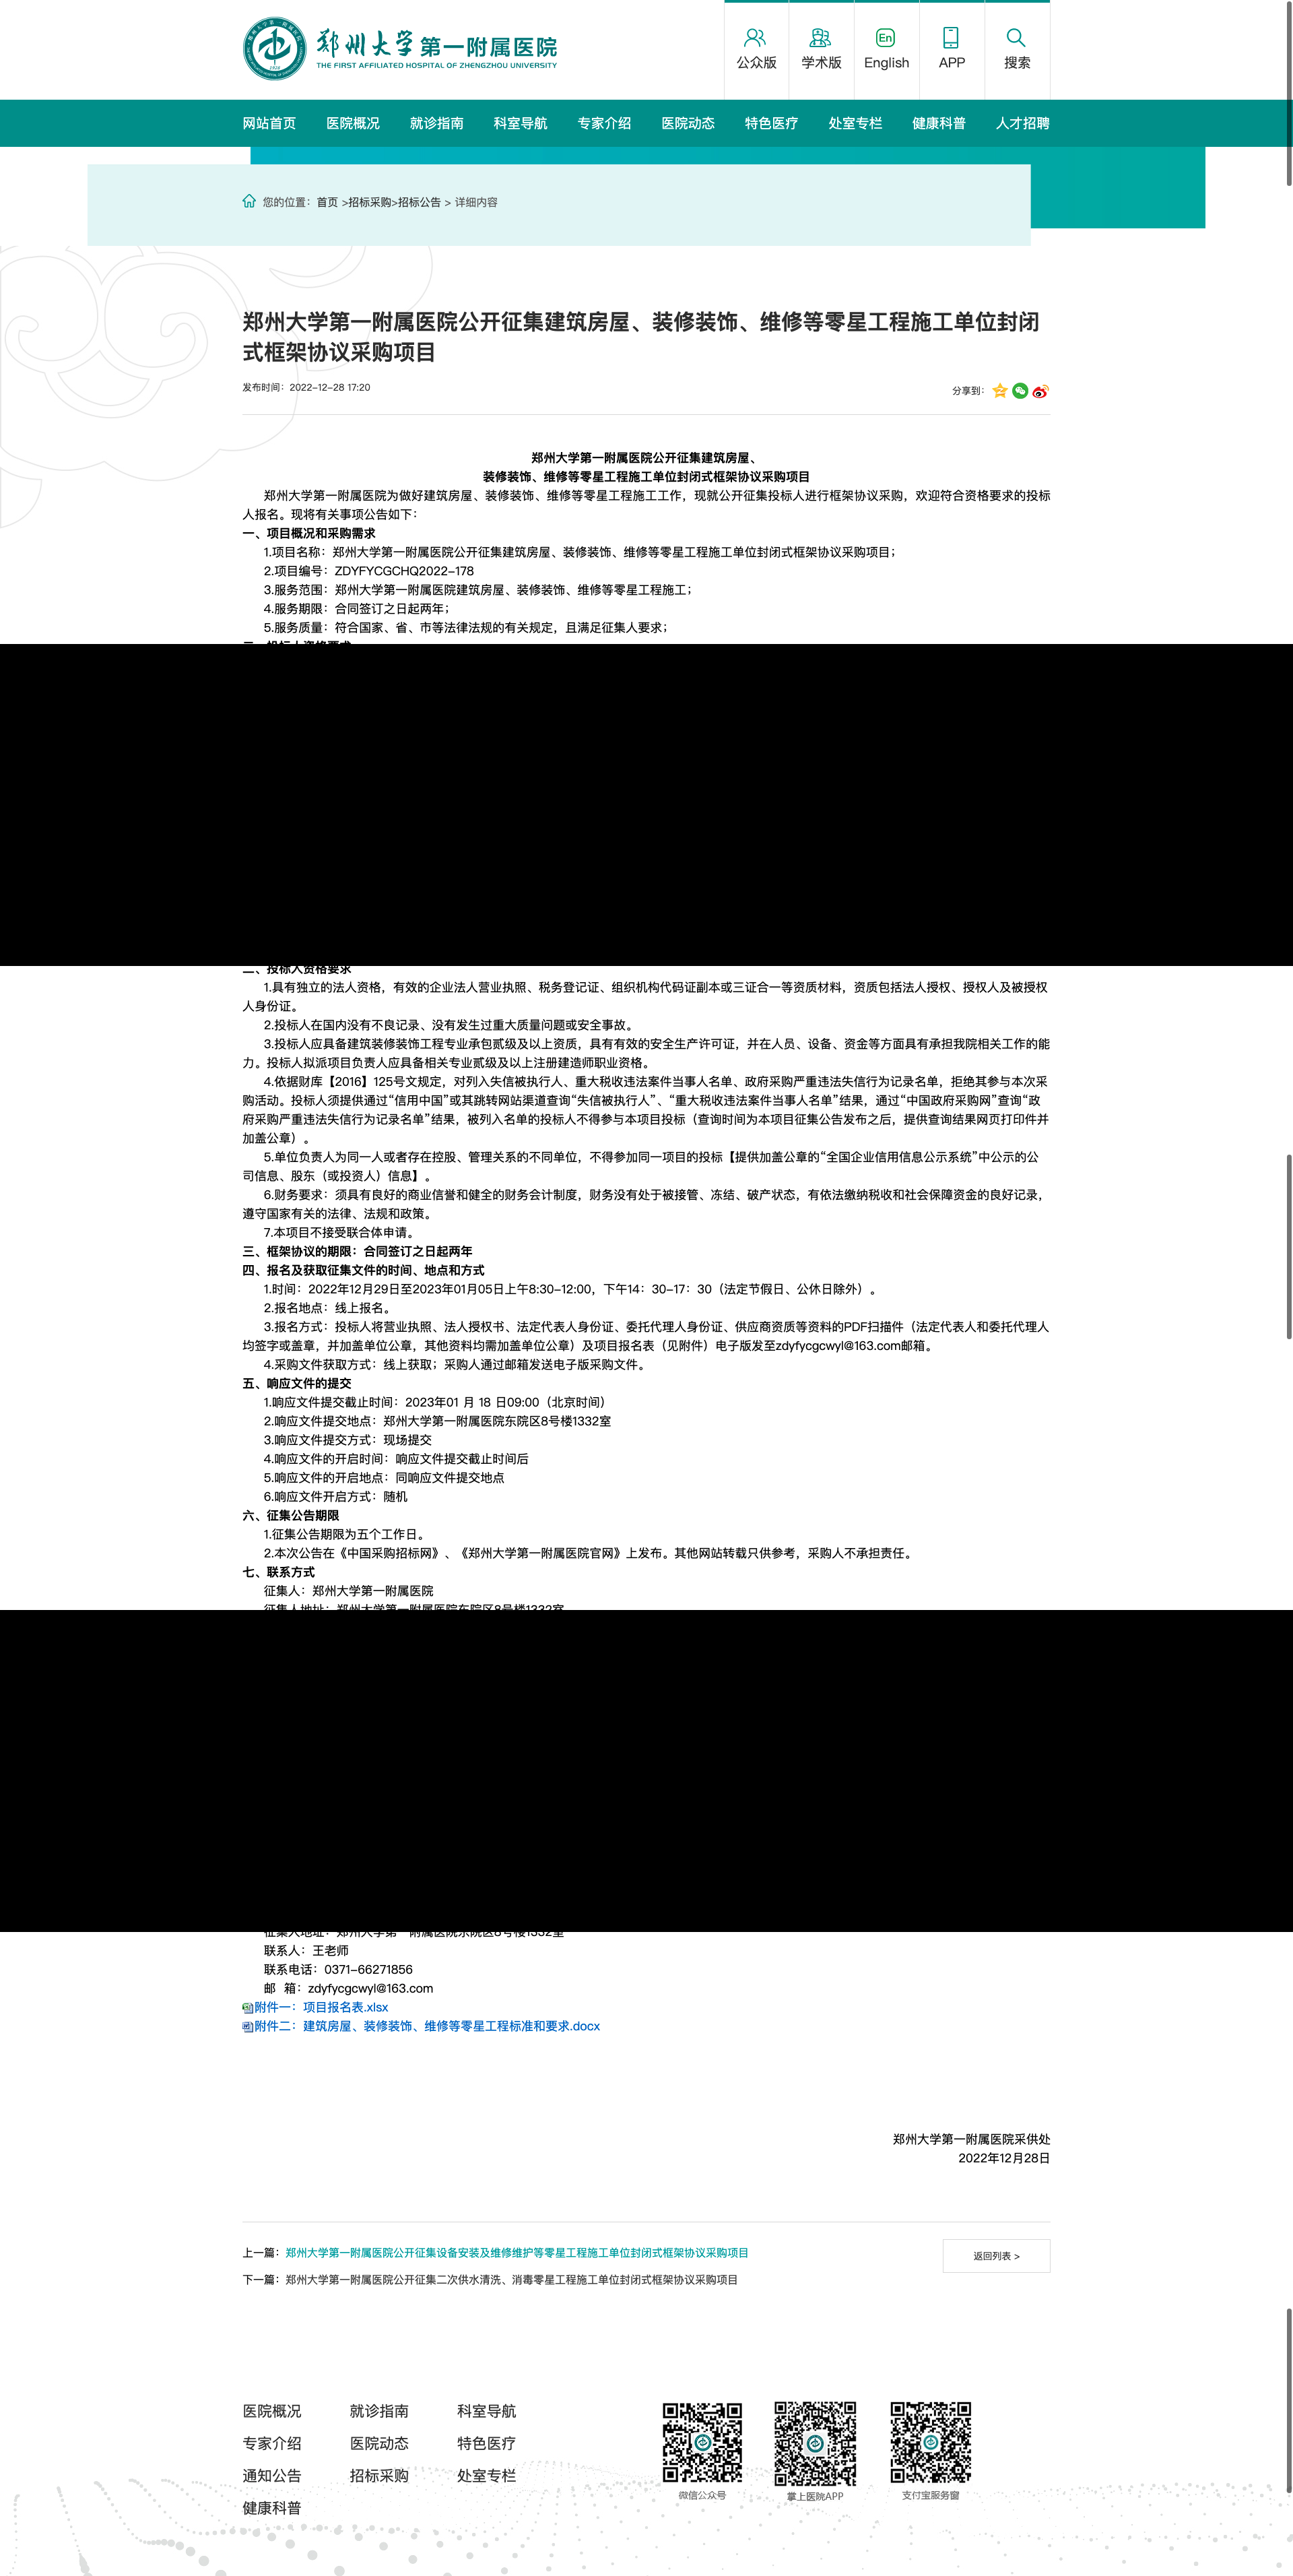 郑州大学第一附属医院
THE FIRST AFFILIATED HOSPITAL OF ZHENGZHOU UNIVERSITY
公众版
学术版
En
English
APP
搜索
网站首页 医院概况 就诊指南 科室导航 专家介绍 医院动态 特色医疗 处室专栏 健康科普 人才招聘
您的位置：首页 >招标采购>招标公告 > 详细内容
郑州大学第一附属医院公开征集建筑房屋、装修装饰、维修等零星工程施工单位封闭
式框架协议采购项目
发布时间：2022-12-28 17:20
分享到：
郑州大学第一附属医院公开征集建筑房屋、
装修装饰、维修等零星工程施工单位封闭式框架协议采购项目
郑州大学第一附属医院为做好建筑房屋、装修装饰、维修等零星工程施工工作，现就公开征集投标人进行框架协议采购，欢迎符合资格要求的投标
人报名。现将有关事项公告如下：
一、项目概况和采购需求
1.项目名称：郑州大学第一附属医院公开征集建筑房屋、装修装饰、维修等零星工程施工单位封闭式框架协议采购项目；
2.项目编号：ZDYFYCGCHQ2022-178
3.服务范围：郑州大学第一附属医院建筑房屋、装修装饰、维修等零星工程施工；
4.服务期限：合同签订之日起两年；
5.服务质量：符合国家、省、市等法律法规的有关规定，且满足征集人要求；
二、投标人资格要求
1.具有独立的法人资格，有效的企业法人营业执照、税务登记证、组织机构代码证副本或三证合一等资质材料，资质包括法人授权、授权人及被授权
人身份证。
2.投标人在国内没有不良记录、没有发生过重大质量问题或安全事故。
3.投标人应具备建筑装修装饰工程专业承包贰级及以上资质，具有有效的安全生产许可证，并在人员、设备、资金等方面具有承担我院相关工作的能
力。投标人拟派项目负责人应具备相关专业贰级及以上注册建造师职业资格。
4.依据财库【2016】125号文规定，对列入失信被执行人、重大税收违法案件当事人名单、政府采购严重违法失信行为记录名单，拒绝其参与本次采
购活动。投标人须提供通过“信用中国”或其跳转网站渠道查询“失信被执行人”、“重大税收违法案件当事人名单”结果，通过“中国政府采购网”查询“政
府采购严重违法失信行为记录名单”结果，被列入名单的投标人不得参与本项目投标（查询时间为本项目征集公告发布之后，提供查询结果网页打印件并
加盖公章）。
5.单位负责人为同一人或者存在控股、管理关系的不同单位，不得参加同一项目的投标【提供加盖公章的“全国企业信用信息公示系统”中公示的公
司信息、股东（或投资人）信息】。
6.财务要求：须具有良好的商业信誉和健全的财务会计制度，财务没有处于被接管、冻结、破产状态，有依法缴纳税收和社会保障资金的良好记录，
遵守国家有关的法律、法规和政策。
7.本项目不接受联合体申请。
三、框架协议的期限：合同签订之日起两年
四、报名及获取征集文件的时间、地点和方式
1.时间：2022年12月29日至2023年01月05日上午8:30-12:00，下午14：30-17：30（法定节假日、公休日除外）。
2.报名地点：线上报名。
3.报名方式：投标人将营业执照、法人授权书、法定代表人身份证、委托代理人身份证、供应商资质等资料的PDF扫描件（法定代表人和委托代理人
均签字或盖章，并加盖单位公章，其他资料均需加盖单位公章）及项目报名表（见附件）电子版发至zdyfycgcwyl@163.com邮箱。
4.采购文件获取方式：线上获取；采购人通过邮箱发送电子版采购文件。
五、响应文件的提交
1.响应文件提交截止时间：2023年01 月 18 日09:00（北京时间）
2.响应文件提交地点：郑州大学第一附属医院东院区8号楼1332室
3.响应文件提交方式：现场提交
4.响应文件的开启时间：响应文件提交截止时间后
5.响应文件的开启地点：同响应文件提交地点
6.响应文件开启方式：随机
六、征集公告期限
1.征集公告期限为五个工作日。
2.本次公告在《中国采购招标网》、《郑州大学第一附属医院官网》上发布。其他网站转载只供参考，采购人不承担责任。
七、联系方式
征集人：郑州大学第一附属医院
征集人地址：郑州大学第一附属医院东院区8号楼1332室
联系人：王老师
联系电话：0371-66271856
邮 箱：zdyfycgcwyl@163.com
附件一：项目报名表.xlsx
附件二：建筑房屋、装修装饰、维修等零星工程标准和要求.docx
郑州大学第一附属医院采供处
2022年12月28日
上一篇：郑州大学第一附属医院公开征集设备安装及维修维护等零星工程施工单位封闭式框架协议采购项目
返回列表 >
下一篇：郑州大学第一附属医院公开征集二次供水清洗、消毒零星工程施工单位封闭式框架协议采购项目
医院概况 就诊指南 科室导航
专家介绍 医院动态 特色医疗
通知公告 招标采购 处室专栏
健康科普
微信公众号 掌上医院APP 支付宝服务窗